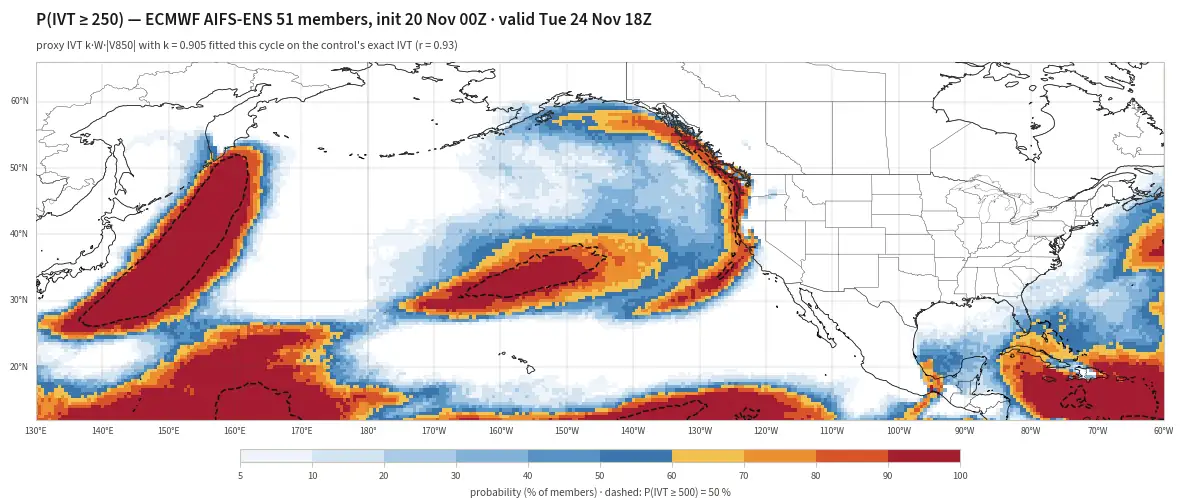 P(IVT ≥ 250) — ECMWF AIFS-ENS 51 members, init 20 Nov 00Z · valid Tue 24 Nov 18Z
proxy IVT k·W·|V850| with k = 0.905 fitted this cycle on the control's exact IVT (r = 0.93)
60°N
50°N
40°N
30°N
20°N
130°E 140°E 150°E 160°E 170°E 180° 170°W 160°W 150°W 140°W 130°W 120°W 110°W 100°W 90°W 80°W 70°W 60°W
5 10 20 30 40 50 60 70 80 90 100
probability (% of members) · dashed: P(IVT ≥ 500) = 50 %